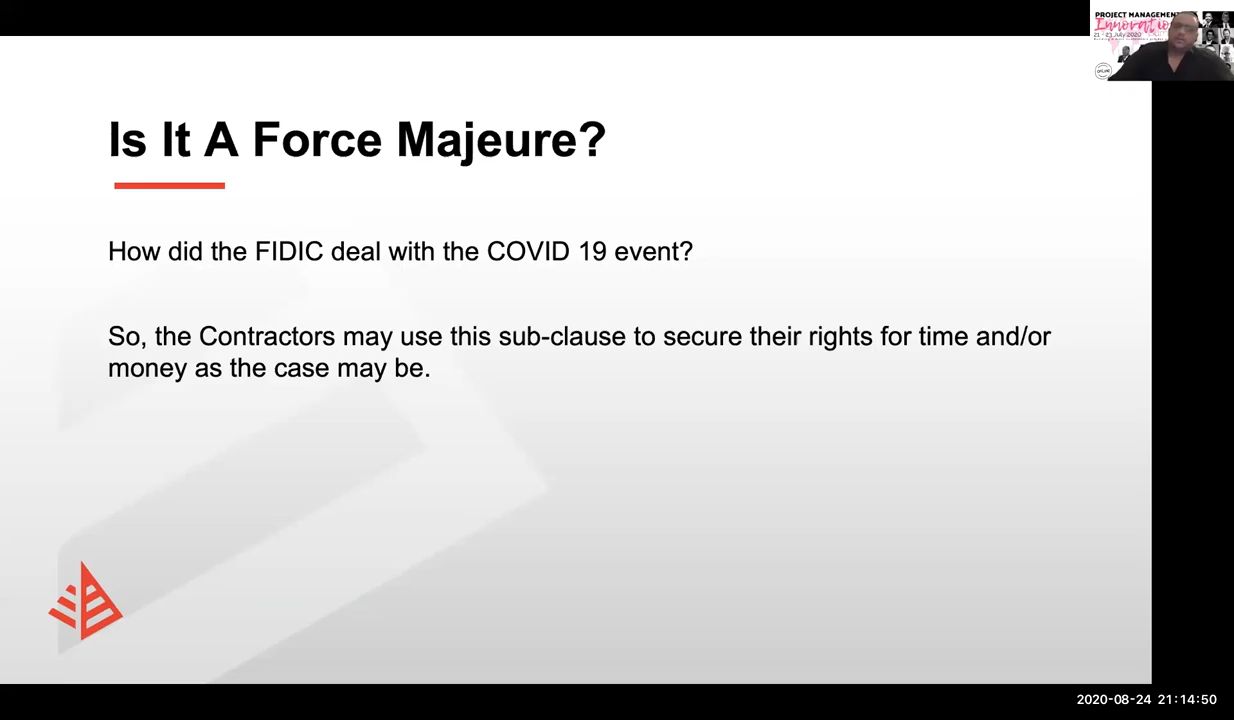 PROJECT MANAGEMENT
Innovatio
21 - 23 July 2020
Is It A Force Majeure?
How did the FIDIC deal with the COVID 19 event?
So, the Contractors may use this sub-clause to secure their rights for time and/or
money as the case may be.
2020-08-24 21:14:50